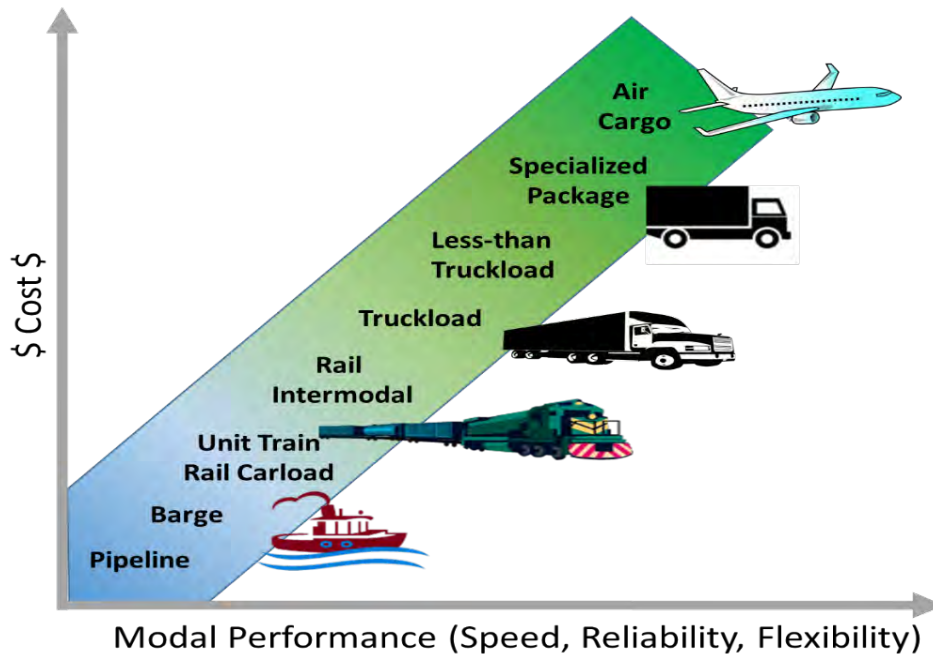 Air
Cargo
Specialized
Package
Less-than
Truckload
Truckload
Rail
Intermodal
Unit Train
Rail Carload
Barge
Pipeline
$ Cost $
Modal Performance (Speed, Reliability, Flexibility)